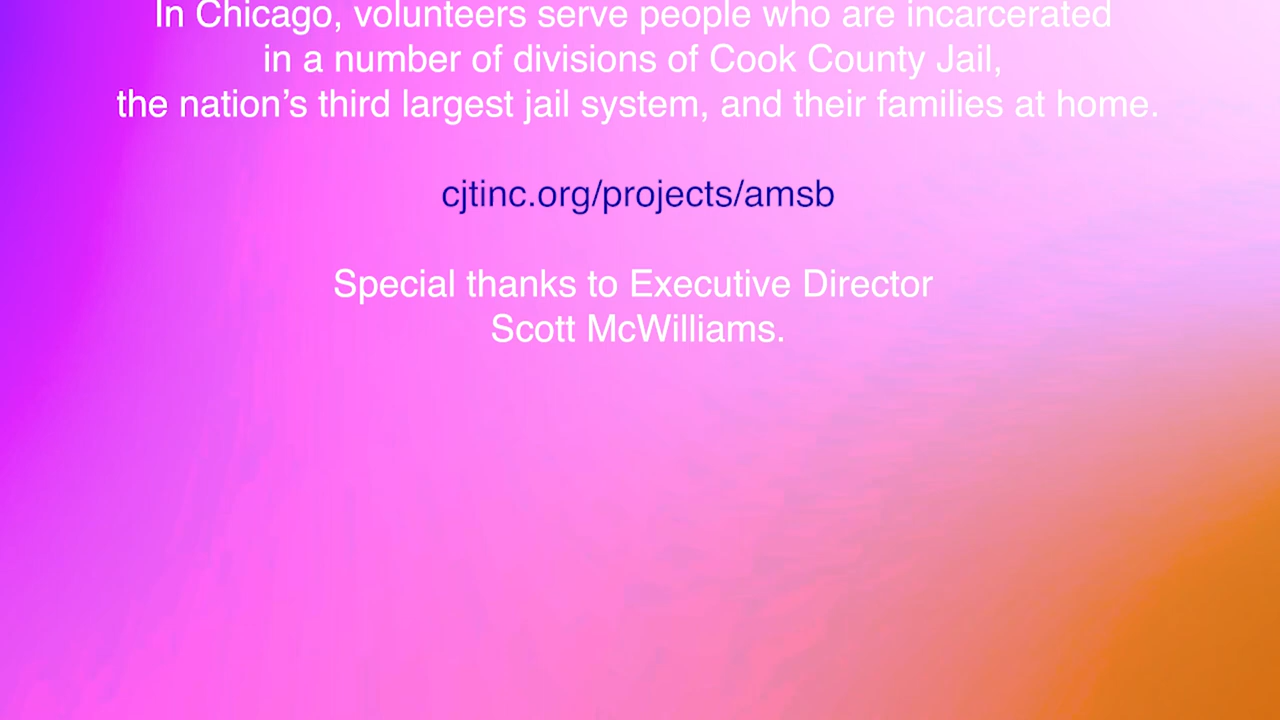 In Chicago, volunteers serve people who are incarcerated
in a number of divisions of Cook County Jail,
the nation’s third largest jail system, and their families at home.
cjtinc.org/projects/amsb
Special thanks to Executive Director
Scott McWilliams.